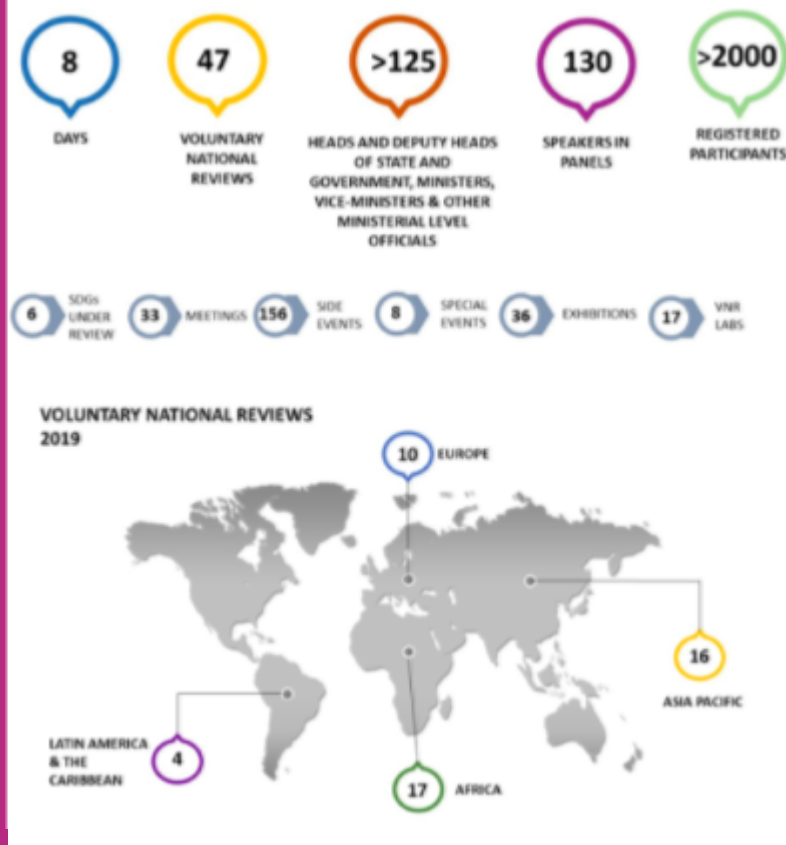 8
DAYS
47
VOLUNTARY
NATIONAL
REVIEWS
>125
HEADS AND DEPUTY HEADS
OF STATE AND
GOVERNMENT, MINISTERS,
VICE-MINISTERS & OTHER
MINISTERIAL LEVEL
OFFICIALS
130
SPEAKERS IN
PANELS
>2000
REGISTERED
PARTICIPANTS
6
SDGs
UNDER
REVIEW
33
MEETINGS
156
SIDE
EVENTS
8
SPECIAL
EVENTS
36
EXHIBITIONS
17
VNR
LABS
VOLUNTARY NATIONAL REVIEWS
2019
10
EUROPE
16
ASIA PACIFIC
LATIN AMERICA
& THE
CARIBBEAN
4
17
AFRICA